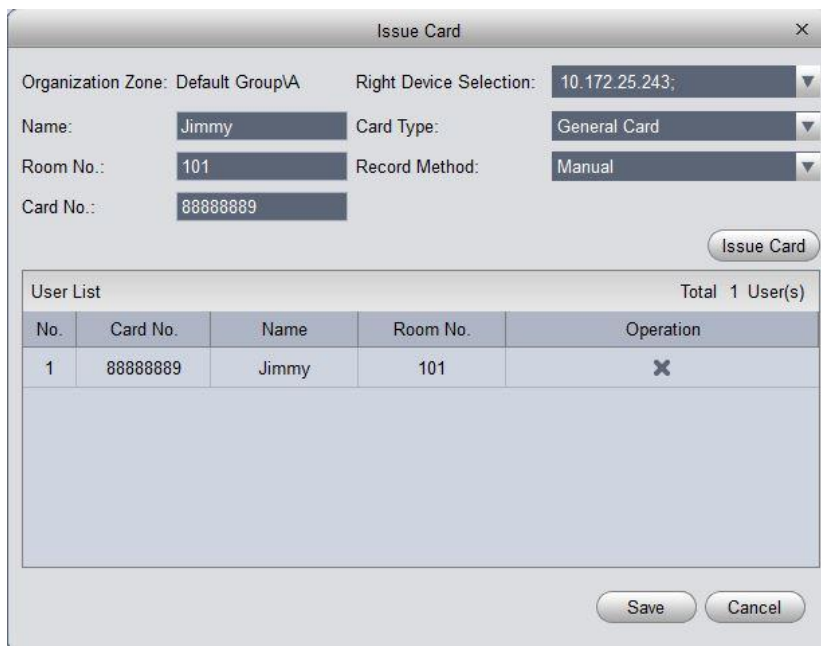 Issue Card
Organization Zone: Default Group\A Right Device Selection: 10.172.25.243;
Name: Jimmy Card Type: General Card
Room No.: 101 Record Method: Manual
Card No.: 88888889
Issue Card
User List Total 1 User(s)
No. Card No. Name Room No. Operation
1 88888889 Jimmy 101
Save Cancel